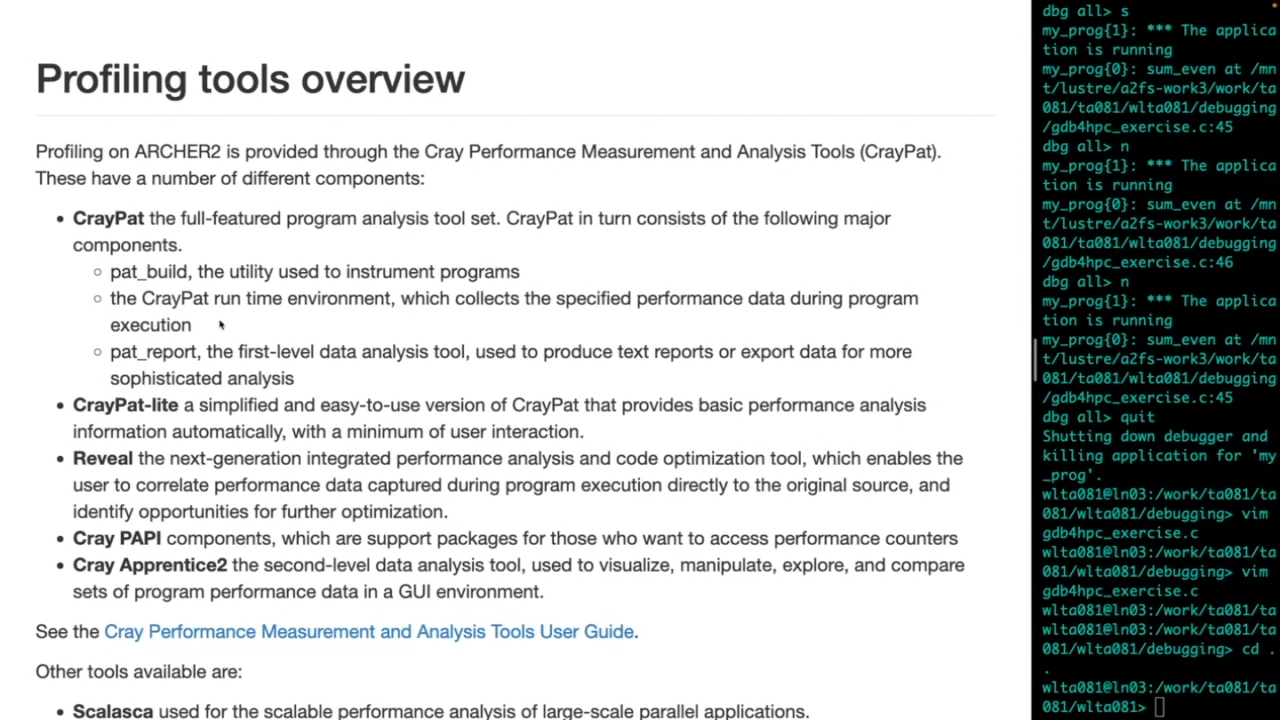 Profiling tools overview
Profiling on ARCHER2 is provided through the Cray Performance Measurement and Analysis Tools (CrayPat).
These have a number of different components:
• CrayPat the full-featured program analysis tool set. CrayPat in turn consists of the following major
components.
◦ pat_build, the utility used to instrument programs
◦ the CrayPat run time environment, which collects the specified performance data during program
execution
◦ pat_report, the first-level data analysis tool, used to produce text reports or export data for more
sophisticated analysis
• CrayPat-lite a simplified and easy-to-use version of CrayPat that provides basic performance analysis
information automatically, with a minimum of user interaction.
• Reveal the next-generation integrated performance analysis and code optimization tool, which enables the
user to correlate performance data captured during program execution directly to the original source, and
identify opportunities for further optimization.
• Cray PAPI components, which are support packages for those who want to access performance counters
• Cray Apprentice2 the second-level data analysis tool, used to visualize, manipulate, explore, and compare
sets of program performance data in a GUI environment.
See the Cray Performance Measurement and Analysis Tools User Guide.
Other tools available are:
• Scalasca used for the scalable performance analysis of large-scale parallel applications.
dbg all> s
my_prog{1}: *** The applica
tion is running
my_prog{0}: sum_even at /mn
t/lustre/a2fs-work3/work/ta
081/ta081/wlta081/debugging
/gdb4hpc_exercise.c:45
dbg all> n
my_prog{1}: *** The applica
tion is running
my_prog{0}: sum_even at /mn
t/lustre/a2fs-work3/work/ta
081/ta081/wlta081/debugging
/gdb4hpc_exercise.c:46
dbg all> n
my_prog{1}: *** The applica
tion is running
my_prog{0}: sum_even at /mn
t/lustre/a2fs-work3/work/ta
081/ta081/wlta081/debugging
/gdb4hpc_exercise.c:45
dbg all> quit
Shutting down debugger and
killing application for 'my
_prog'.
wlta081@ln03:/work/ta081/ta
081/wlta081/debugging> vim
gdb4hpc_exercise.c
wlta081@ln03:/work/ta081/ta
081/wlta081/debugging> vim
gdb4hpc_exercise.c
wlta081@ln03:/work/ta081/ta
wlta081@ln03:/work/ta081/ta
081/wlta081/debugging> cd .
.
wlta081@ln03:/work/ta081/ta
081/wlta081>